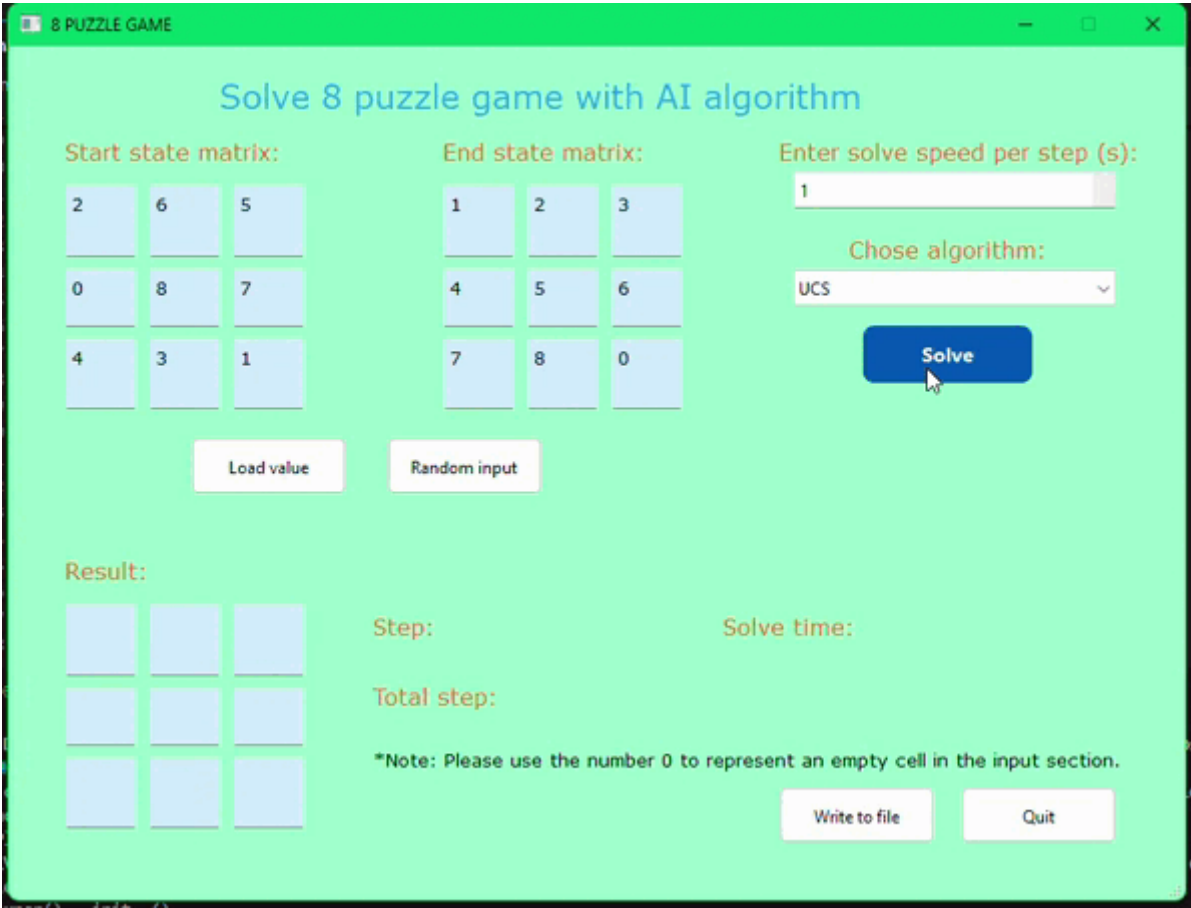 8 PUZZLE GAME
Solve 8 puzzle game with AI algorithm
Start state matrix:
End state matrix:
Enter solve speed per step (s):
2 6 5
1 2 3
1
Chose algorithm:
0 8 7
4 5 6
UCS
4 3 1
7 8 0
Solve
Load value
Random input
Result:
Step:
Solve time:
Total step:
*Note: Please use the number 0 to represent an empty cell in the input section.
Write to file
Quit